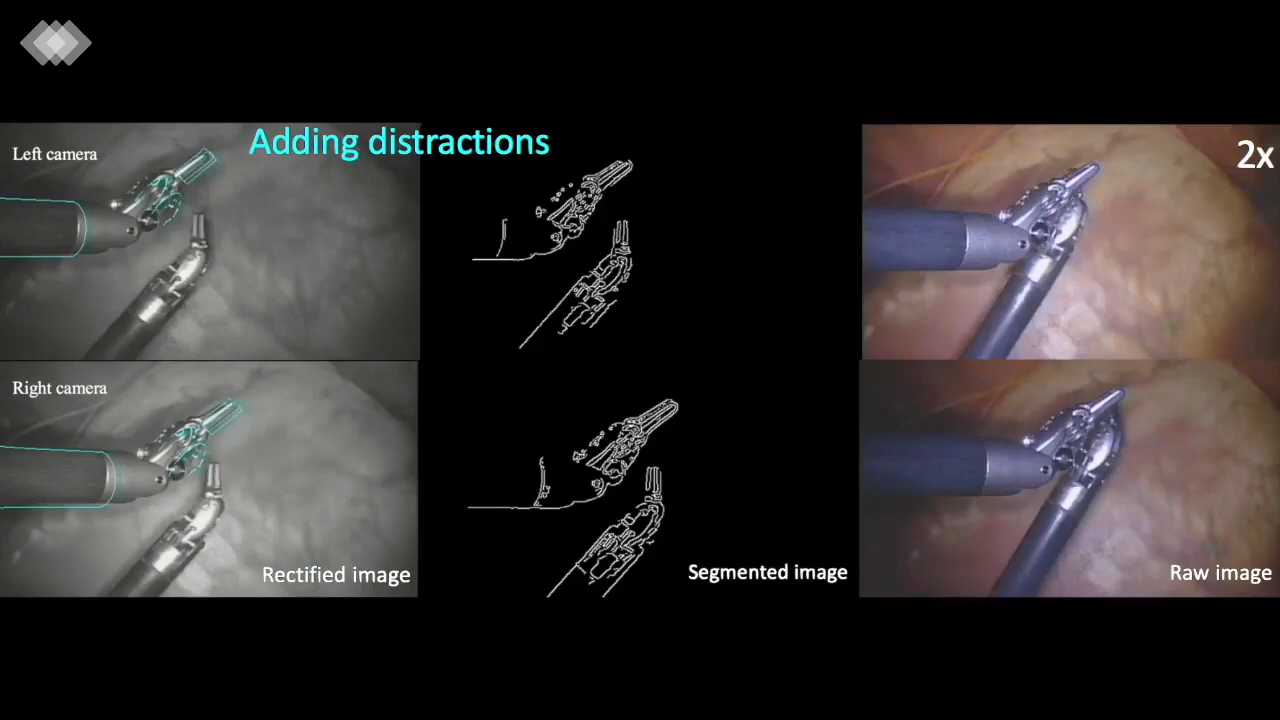 Adding distractions
Left camera
2x
Right camera
Rectified image
Segmented image
Raw image